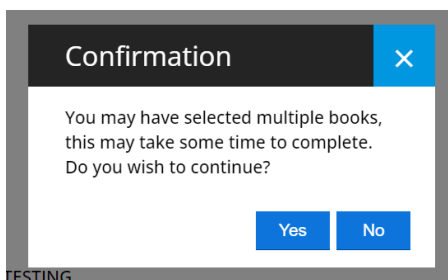 Confirmation
You may have selected multiple books,
this may take some time to complete.
Do you wish to continue?
Yes No
TESTING